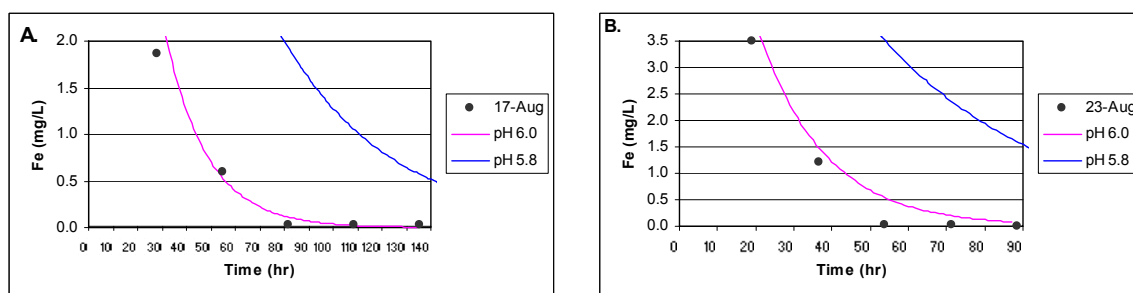 A.
2.0
1.5
1.0
0.5
0.0
Fe (mg/L)
0 10 20 30 40 50 60 70 80 90 100 110 120 130 140
Time (hr)
17-Aug
pH 6.0
pH 5.8
B.
3.5
3.0
2.5
2.0
1.5
1.0
0.5
0.0
Fe (mg/L)
0 10 20 30 40 50 60 70 80 90
Time (hr)
23-Aug
pH 6.0
pH 5.8